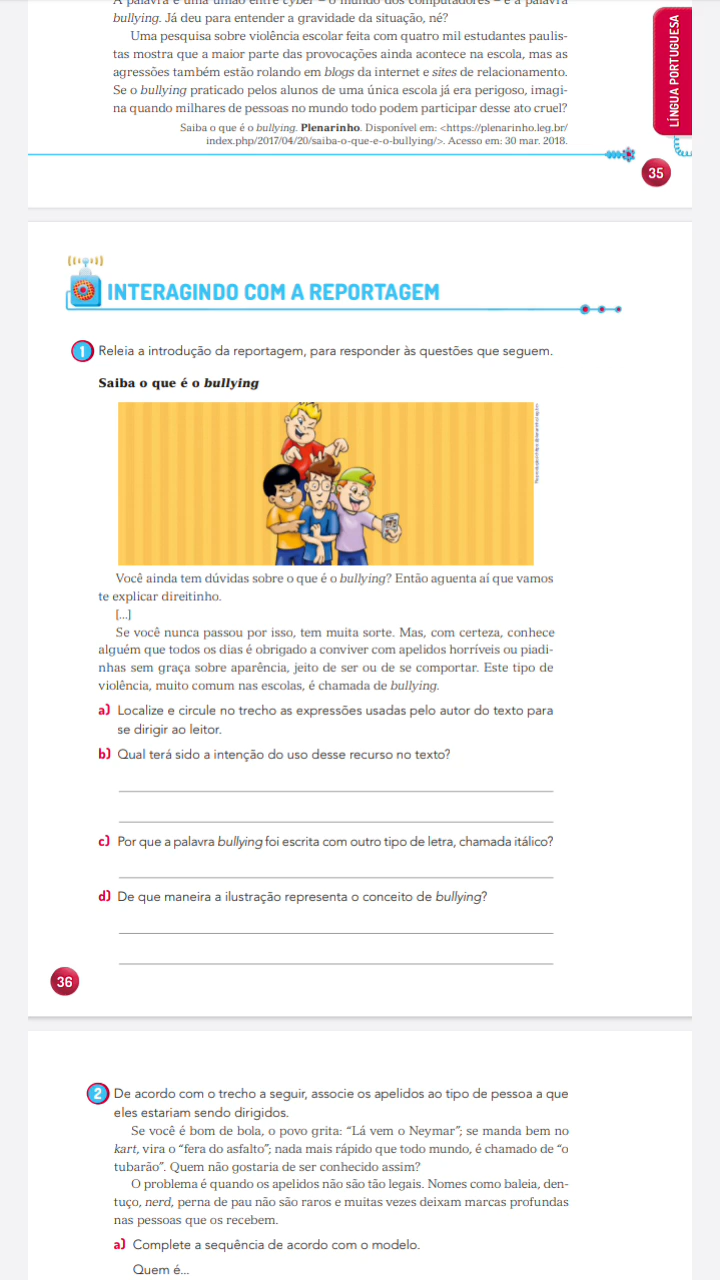 A palavra é uma união entre cyber – o mundo dos computadores – e a palavra
bullying. Já deu para entender a gravidade da situação, né?
Uma pesquisa sobre violência escolar feita com quatro mil estudantes paulis-
tas mostra que a maior parte das provocações ainda acontece na escola, mas as
agressões também estão rolando em blogs da internet e sites de relacionamento.
Se o bullying praticado pelos alunos de uma única escola já era perigoso, imagi-
na quando milhares de pessoas no mundo todo podem participar desse ato cruel?
Saiba o que é o bullying. Plenarinho. Disponível em: <https://plenarinho.leg.br/
index.php/2017/04/20/saiba-o-que-e-o-bullying/>. Acesso em: 30 mar. 2018.
LÍNGUA PORTUGUESA
35
INTERAGINDO COM A REPORTAGEM
1 Releia a introdução da reportagem, para responder às questões que seguem.
Saiba o que é o bullying
Você ainda tem dúvidas sobre o que é o bullying? Então aguenta aí que vamos
te explicar direitinho.
[...]
Se você nunca passou por isso, tem muita sorte. Mas, com certeza, conhece
alguém que todos os dias é obrigado a conviver com apelidos horríveis ou piadi-
nhas sem graça sobre aparência, jeito de ser ou de se comportar. Este tipo de
violência, muito comum nas escolas, é chamada de bullying.
a) Localize e circule no trecho as expressões usadas pelo autor do texto para
se dirigir ao leitor.
b) Qual terá sido a intenção do uso desse recurso no texto?
c) Por que a palavra bullying foi escrita com outro tipo de letra, chamada itálico?
d) De que maneira a ilustração representa o conceito de bullying?
36
2 De acordo com o trecho a seguir, associe os apelidos ao tipo de pessoa a que
eles estariam sendo dirigidos.
Se você é bom de bola, o povo grita: “Lá vem o Neymar”; se manda bem no
kart, vira o “fera do asfalto”; nada mais rápido que todo mundo, é chamado de “o
tubarão”. Quem não gostaria de ser conhecido assim?
O problema é quando os apelidos não são tão legais. Nomes como baleia, den-
tuço, nerd, perna de pau não são raros e muitas vezes deixam marcas profundas
nas pessoas que os recebem.
a) Complete a sequência de acordo com o modelo.
Quem é...